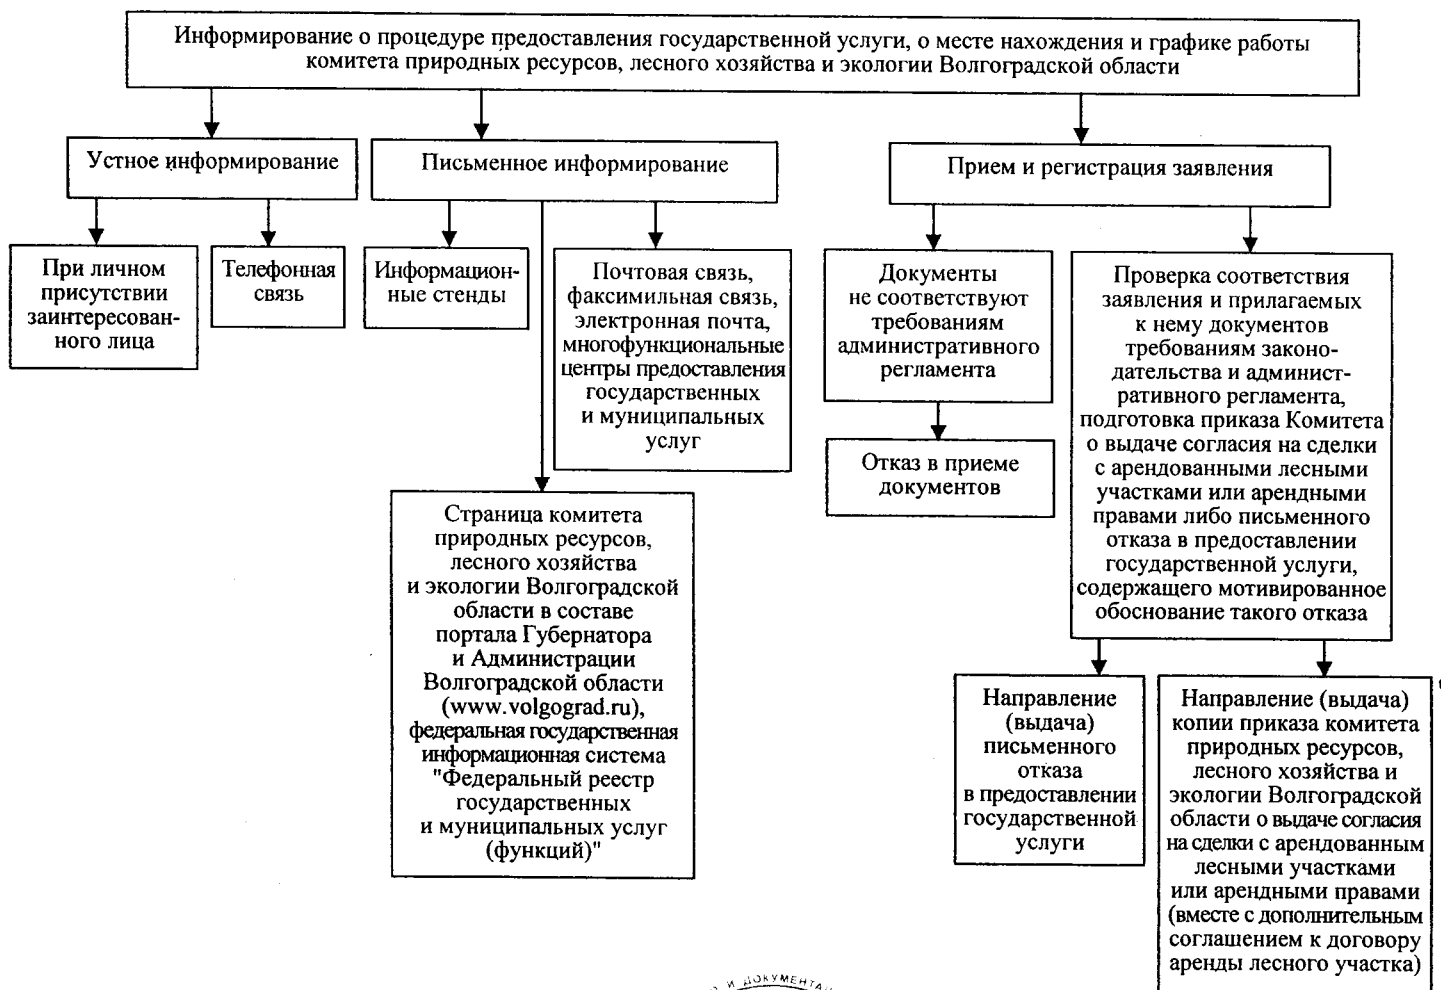 Информирование о процедуре предоставления государственной услуги, о месте нахождения и графике работы
комитета природных ресурсов, лесного хозяйства и экологии Волгоградской области
Устное информирование
Письменное информирование
Прием и регистрация заявления
При личном
присутствии
заинтересован-
ного лица
Телефонная
связь
Информацион-
ные стенды
Почтовая связь,
факсимильная связь,
электронная почта,
многофункциональные
центры предоставления
государственных
и муниципальных
услуг
Страница комитета
природных ресурсов,
лесного хозяйства
и экологии Волгоградской
области в составе
портала Губернатора
и Администрации
Волгоградской области
(www.volgograd.ru),
федеральная государственная
информационная система
"Федеральный реестр
государственных
и муниципальных услуг
(функций)"
Документы
не соответствуют
требованиям
административного
регламента
Отказ в приеме
документов
Проверка соответствия
заявления и прилагаемых
к нему документов
требованиям законо-
дательства и админист-
ративного регламента,
подготовка приказа Комитета
о выдаче согласия на сделки
с арендованными лесными
участками или арендными
правами либо письменного
отказа в предоставлении
государственной услуги,
содержащего мотивированное
обоснование такого отказа
Направление
(выдача)
письменного
отказа
в предоставлении
государственной
услуги
Направление (выдача)
копии приказа комитета
природных ресурсов,
лесного хозяйства и
экологии Волгоградской
области о выдаче согласия
на сделки с арендованным
лесными участками
или арендными правами
(вместе с дополнительным
соглашением к договору
аренды лесного участка)